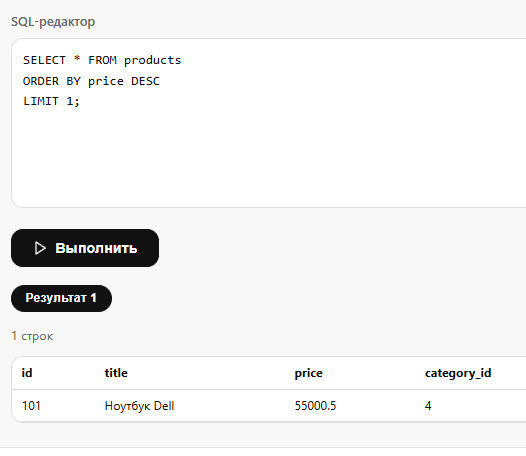 SQL-редактор
SELECT * FROM products
ORDER BY price DESC
LIMIT 1;
Выполнить
Результат 1
1 строк
id title price category_id
101 Ноутбук Dell 55000.5 4